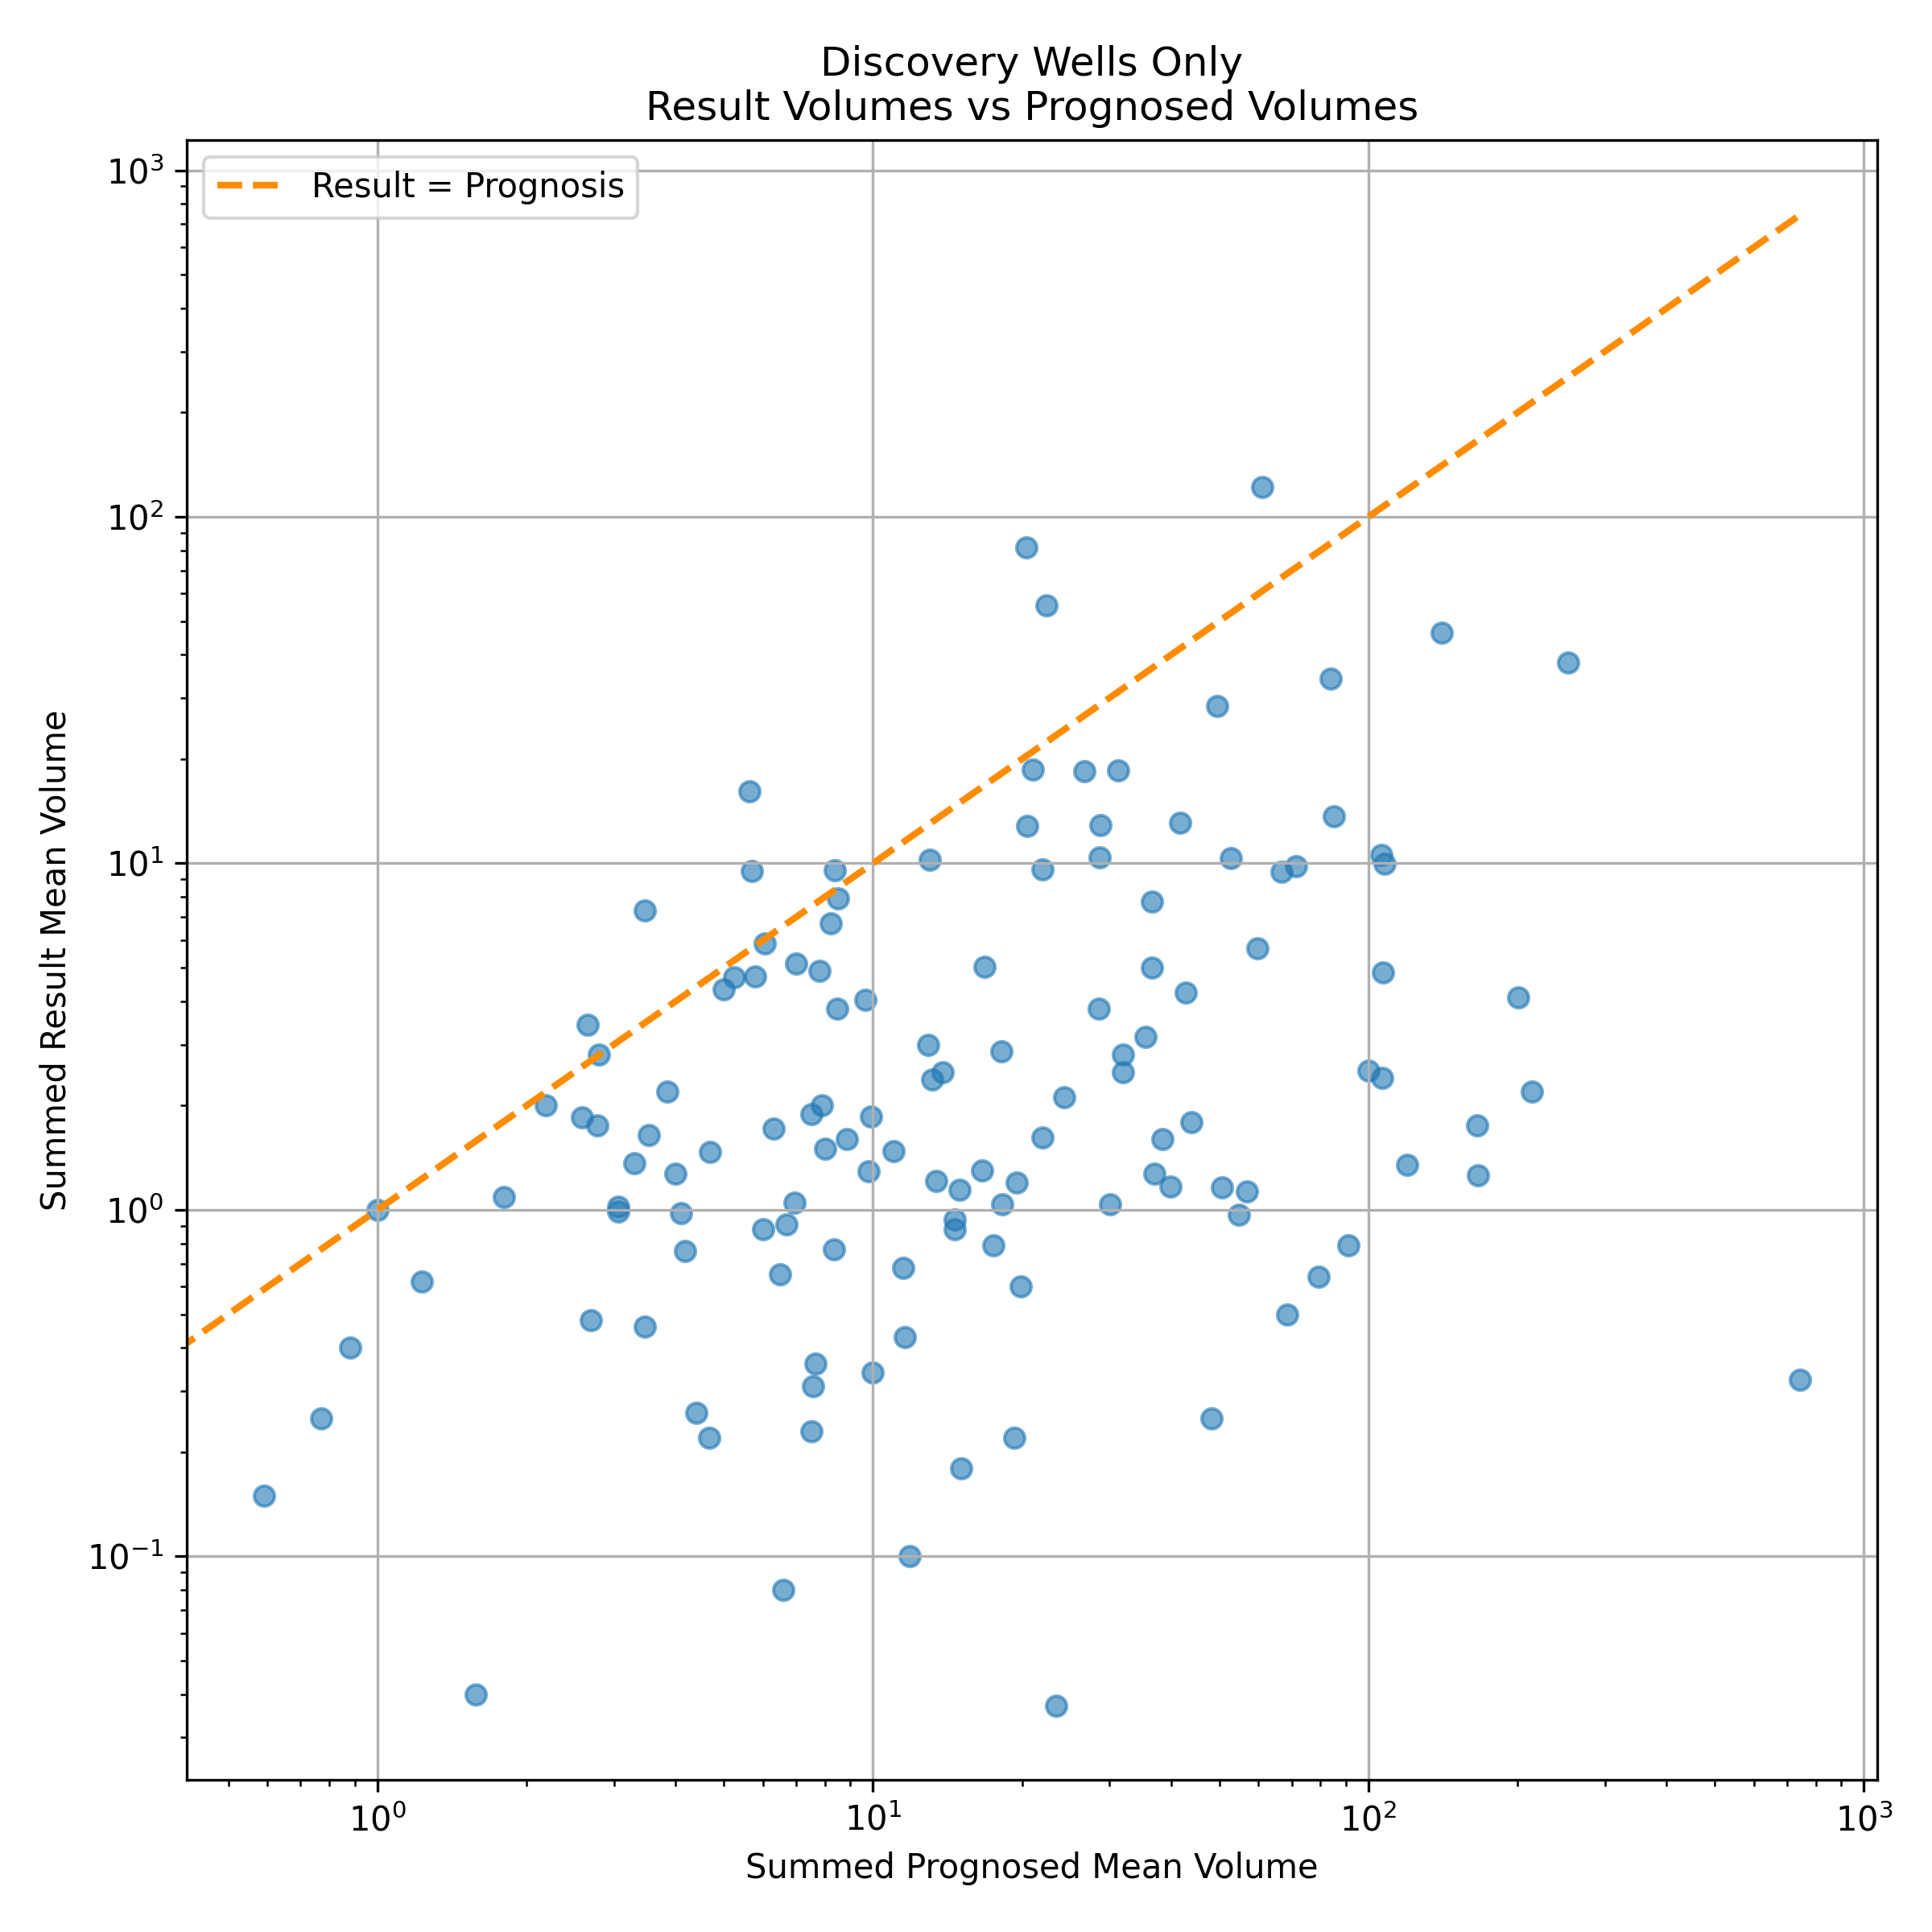 Discovery Wells Only
Result Volumes vs Prognosed Volumes
Result = Prognosis
10³
10²
10¹
10⁰
10⁻¹
Summed Result Mean Volume
10⁰ 10¹ 10² 10³
Summed Prognosed Mean Volume